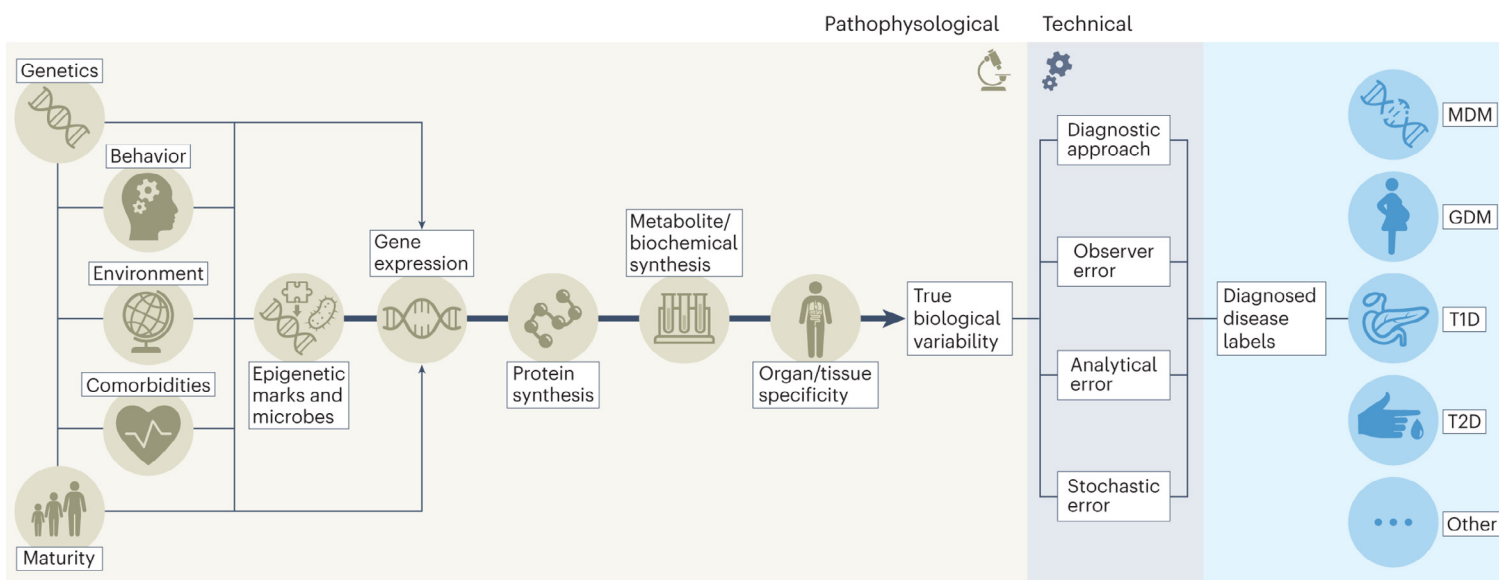 Pathophysological
Technical
Genetics
Behavior
Environment
Comorbidities
Maturity
Epigenetic
marks and
microbes
Gene
expression
Protein
synthesis
Metabolite/
biochemical
synthesis
Organ/tissue
specificity
True
biological
variability
Diagnostic
approach
Observer
error
Analytical
error
Stochastic
error
Diagnosed
disease
labels
MDM
GDM
T1D
T2D
Other